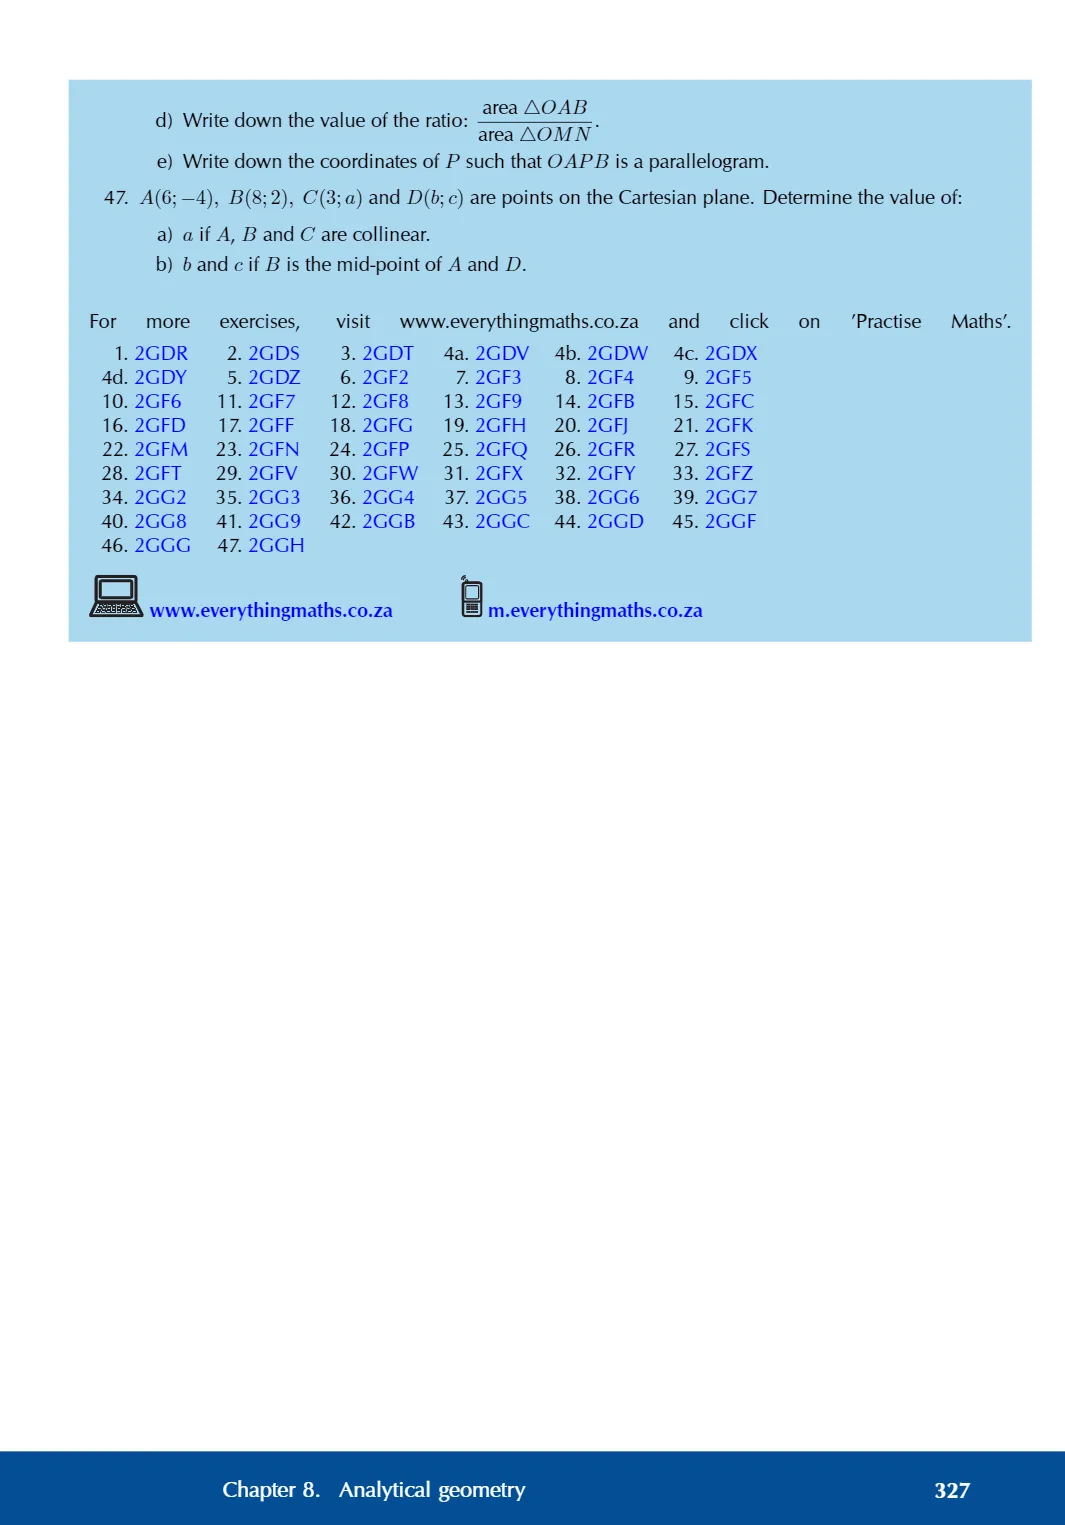 d) Write down the value of the ratio: area △OAB / area △OMN.
e) Write down the coordinates of P such that OAPB is a parallelogram.
47. A(6; −4), B(8; 2), C(3; a) and D(b; c) are points on the Cartesian plane. Determine the value of:
a) a if A, B and C are collinear.
b) b and c if B is the mid-point of A and D.
For more exercises, visit www.everythingmaths.co.za and click on ’Practise Maths’.
1. 2GDR 2. 2GDS 3. 2GDT 4a. 2GDV 4b. 2GDW 4c. 2GDX
4d. 2GDY 5. 2GDZ 6. 2GF2 7. 2GF3 8. 2GF4 9. 2GF5
10. 2GF6 11. 2GF7 12. 2GF8 13. 2GF9 14. 2GFB 15. 2GFC
16. 2GFD 17. 2GFF 18. 2GFG 19. 2GFH 20. 2GFJ 21. 2GFK
22. 2GFM 23. 2GFN 24. 2GFP 25. 2GFQ 26. 2GFR 27. 2GFS
28. 2GFT 29. 2GFV 30. 2GFW 31. 2GFX 32. 2GFY 33. 2GFZ
34. 2GG2 35. 2GG3 36. 2GG4 37. 2GG5 38. 2GG6 39. 2GG7
40. 2GG8 41. 2GG9 42. 2GGB 43. 2GGC 44. 2GGD 45. 2GGF
46. 2GGG 47. 2GGH
www.everythingmaths.co.za m.everythingmaths.co.za
Chapter 8. Analytical geometry 327